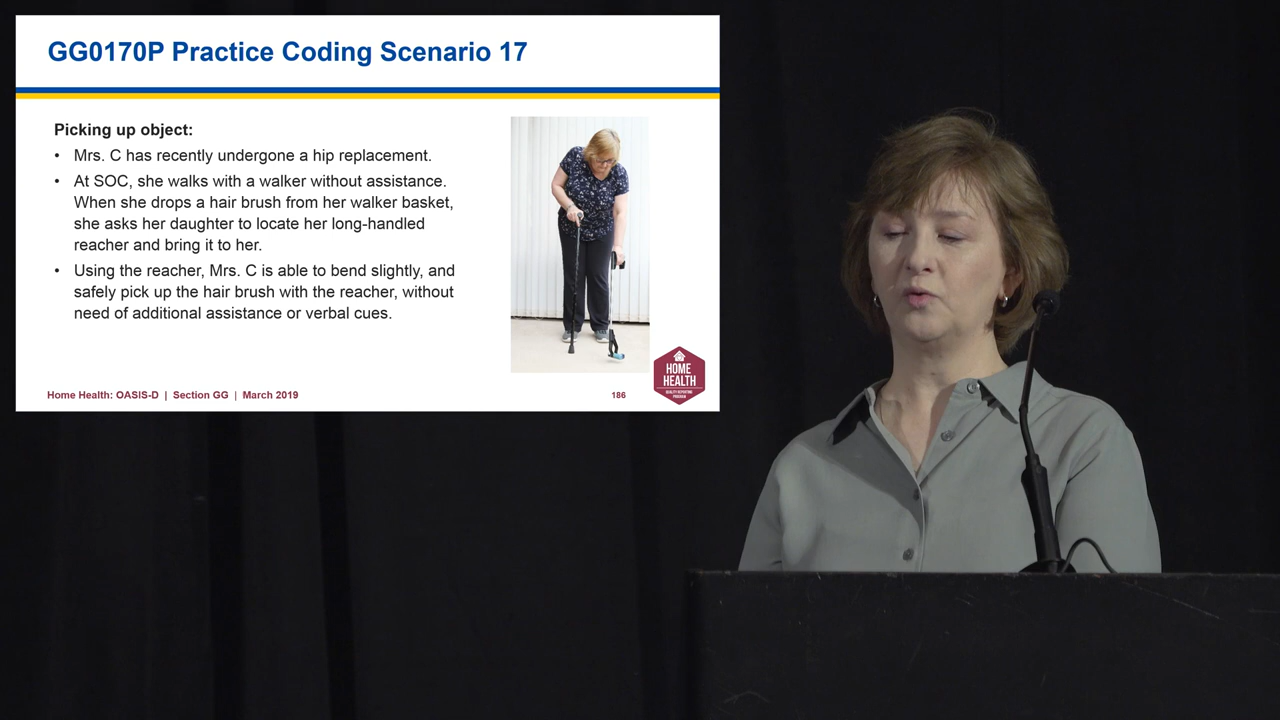 GG0170P Practice Coding Scenario 17
Picking up object:
• Mrs. C has recently undergone a hip replacement.
• At SOC, she walks with a walker without assistance.
When she drops a hair brush from her walker basket,
she asks her daughter to locate her long-handled
reacher and bring it to her.
• Using the reacher, Mrs. C is able to bend slightly, and
safely pick up the hair brush with the reacher, without
need of additional assistance or verbal cues.
HOME
HEALTH
QUALITY REPORTING
PROGRAM
Home Health: OASIS-D | Section GG | March 2019
186